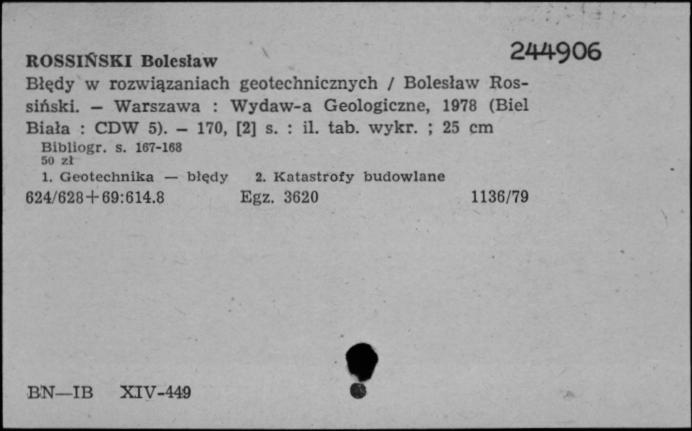 244906
ROSSIŃSKI Bolesław
Błędy w rozwiązaniach geotechnicznych / Bolesław Ros-
siński. — Warszawa : Wydaw-a Geologiczne, 1978 (Biel
Biała : CDW 5). — 170, [2] s. : il. tab. wykr. ; 25 cm
Bibliogr. s. 167-168
50 zł
1. Geotechnika — błędy 2. Katastrofy budowlane
624/628+69:614.8 Egz. 3620 1136/79
BN—IB XIV-449